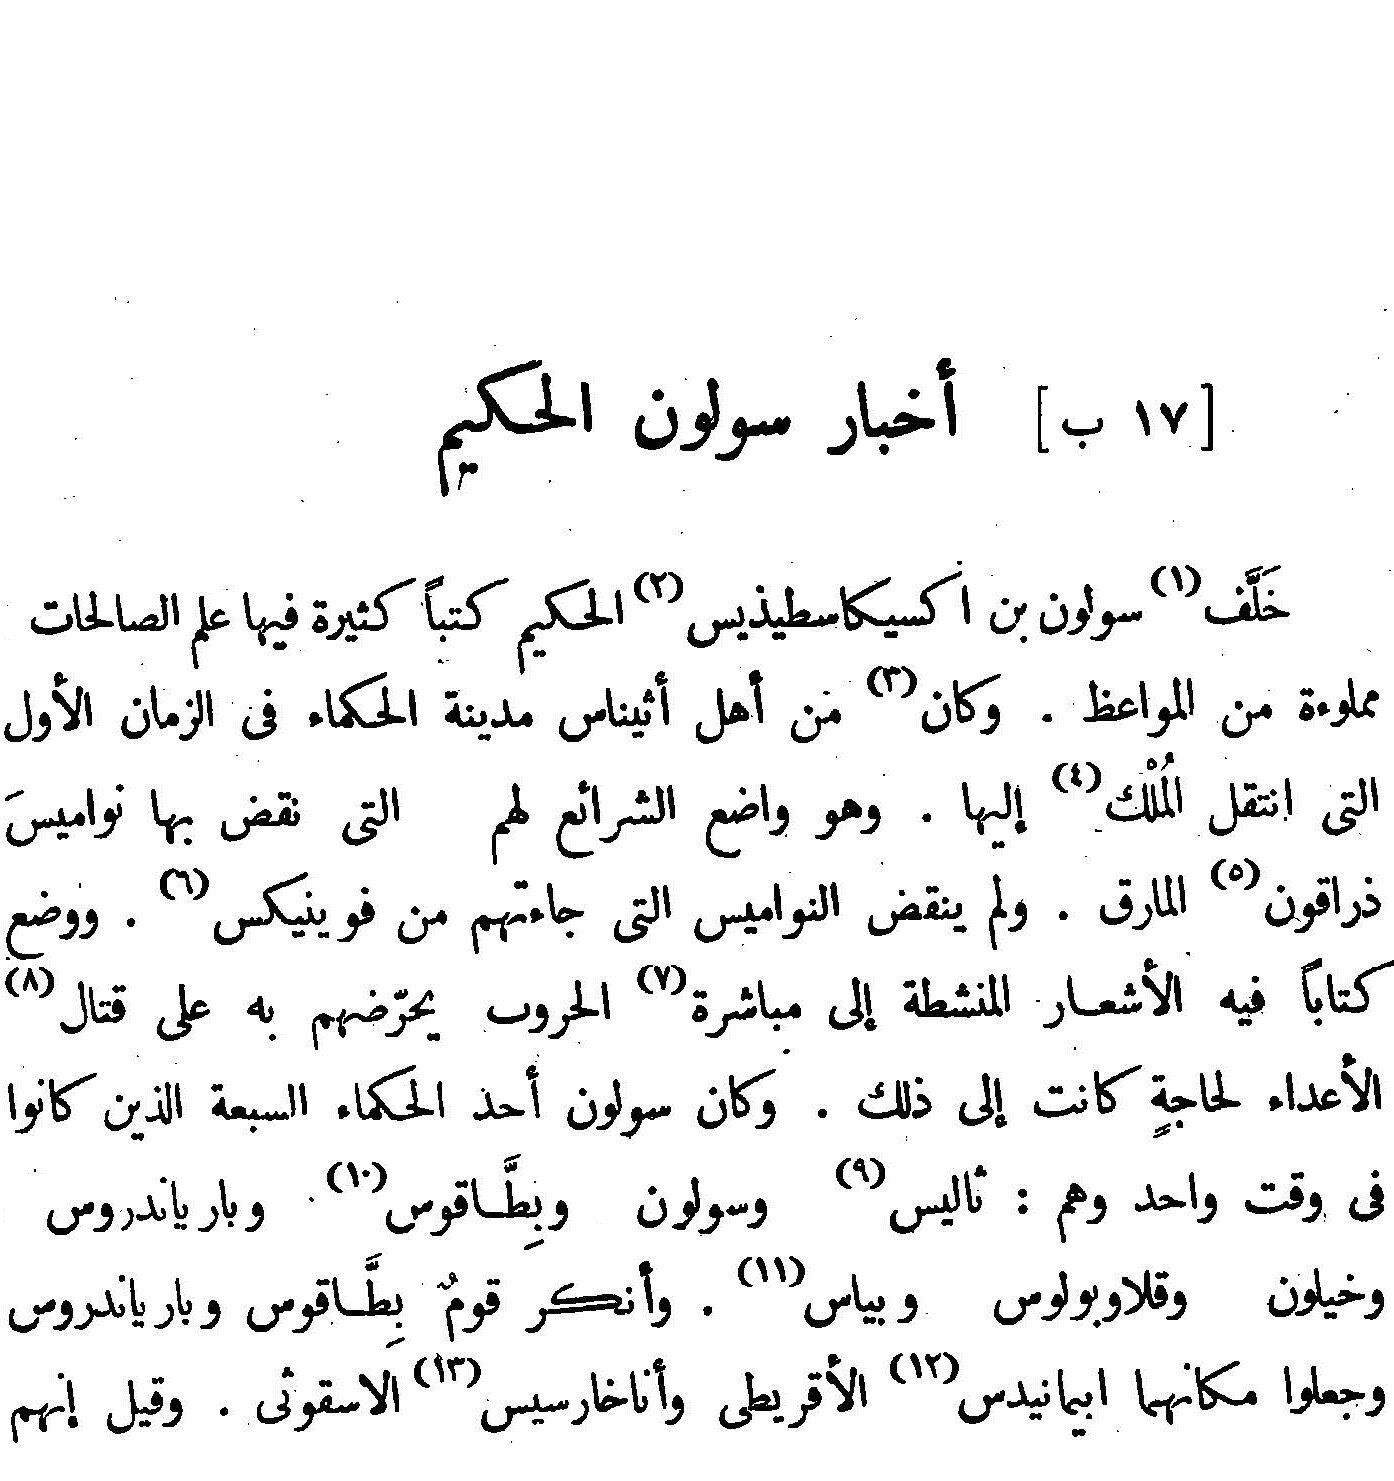 [١٧ ب] أخبار سولون الحكيم
خَلَّف(١) سولون بن اكسيكاسطيذيس(٢) الحكيم كتباً كثيرة فيها علم الصالحات
مملوءة من المواعظ . وكان(٣) من أهل أثيناس مدينة الحكماء فى الزمان الأول
التى انتقل المُلْك(٤) إليها . وهو واضع الشرائع لهم التى نقض بها نواميسَ
ذراقون(٥) المارق . ولم ينقض النواميس التى جاءتهم من فوينيكس(٦) . ووضع
كتاباً فيه الأشعار المنشطة إلى مباشرة(٧) الحروب يحرّضهم به على قتال(٨)
الأعداء لحاجةٍ كانت إلى ذلك . وكان سولون أحد الحكماء السبعة الذين كانوا
فى وقت واحد وهم : ثاليس(٩) وسولون وبِطَّاقوس(١٠) وبارياندروس
وخيلون وقلاوبولوس وبياس(١١) . وأنكر قومٌ بِطَّاقوس وبارياندروس
وجعلوا مكانهما ابيمانيدس(١٢) الأقريطى وأناخارسيس(١٣) الاسقوثى . وقيل إنهم